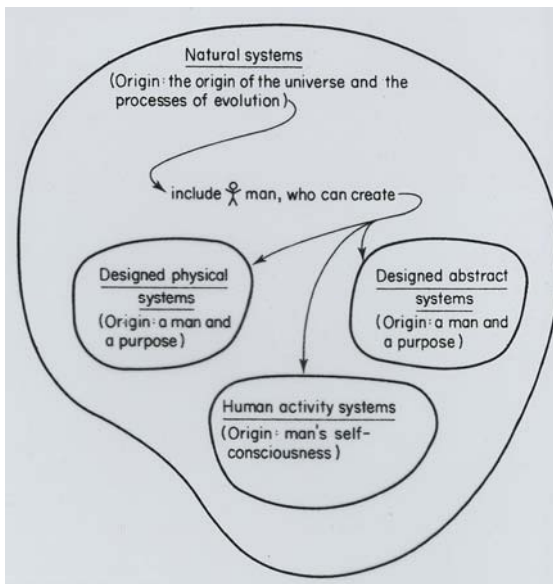 Natural systems
(Origin: the origin of the universe and the
processes of evolution)
include man, who can create
Designed physical
systems
(Origin: a man and
a purpose)
Designed abstract
systems
(Origin: a man and
a purpose)
Human activity systems
(Origin: man's self-
consciousness)